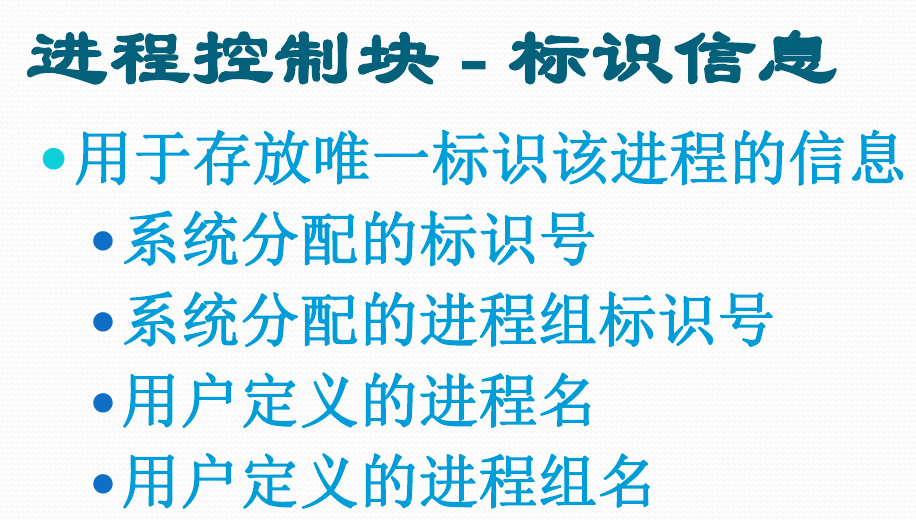 进程控制块 - 标识信息
•用于存放唯一标识该进程的信息
•系统分配的标识号
•系统分配的进程组标识号
•用户定义的进程名
•用户定义的进程组名